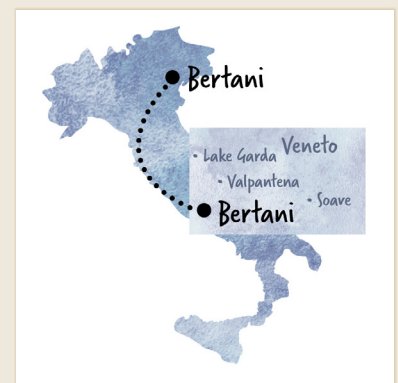 Bertani
Veneto
• Lake Garda
• Valpantena
• Soave
Bertani